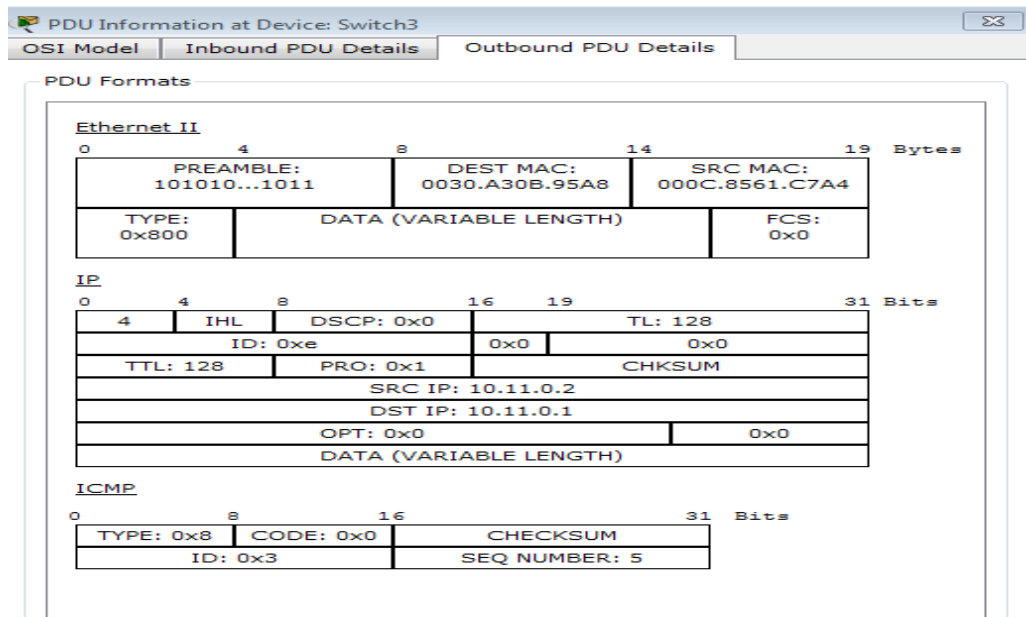 PDU Information at Device: Switch3
OSI Model Inbound PDU Details Outbound PDU Details
PDU Formats
Ethernet II
0 4 8 14 19 Bytes
PREAMBLE: DEST MAC: SRC MAC:
101010...1011 0030.A30B.95A8 000C.8561.C7A4
TYPE: DATA (VARIABLE LENGTH) FCS:
0x800 0x0
IP
0 4 8 16 19 31 Bits
4 IHL DSCP: 0x0 TL: 128
ID: 0xe 0x0 0x0
TTL: 128 PRO: 0x1 CHKSUM
SRC IP: 10.11.0.2
DST IP: 10.11.0.1
OPT: 0x0 0x0
DATA (VARIABLE LENGTH)
ICMP
0 8 16 31 Bits
TYPE: 0x8 CODE: 0x0 CHECKSUM
ID: 0x3 SEQ NUMBER: 5